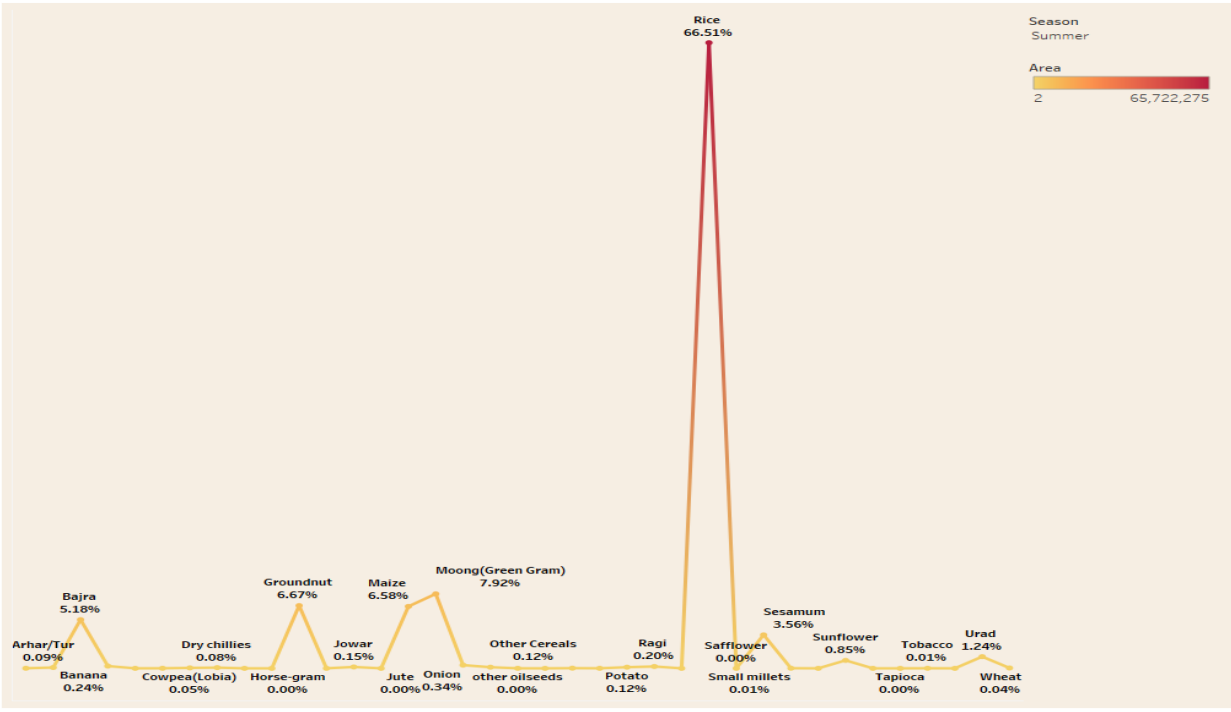 Rice
66.51%
Season
Summer
Area
2 65,722,275
Moong(Green Gram)
7.92%
Groundnut
6.67%
Maize
6.58%
Bajra
5.18%
Sesamum
3.56%
Arhar/Tur
0.09%
Dry chillies
0.08%
Jowar
0.15%
Other Cereals
0.12%
Ragi
0.20%
Safflower
0.00%
Sunflower
0.85%
Tobacco
0.01%
Urad
1.24%
Banana
0.24%
Cowpea(Lobia)
0.05%
Horse-gram
0.00%
Jute
0.00%
Onion
0.34%
other oilseeds
0.00%
Potato
0.12%
Small millets
0.01%
Tapioca
0.00%
Wheat
0.04%